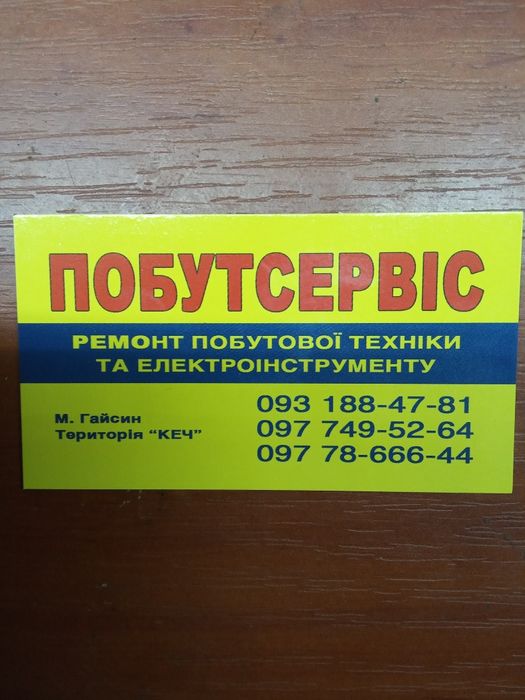 ПОБУТСЕРВІС
РЕМОНТ ПОБУТОВОЇ ТЕХНІКИ
ТА ЕЛЕКТРОІНСТРУМЕНТУ
М. Гайсин
Територія "КЕЧ"
093 188-47-81
097 749-52-64
097 78-666-44